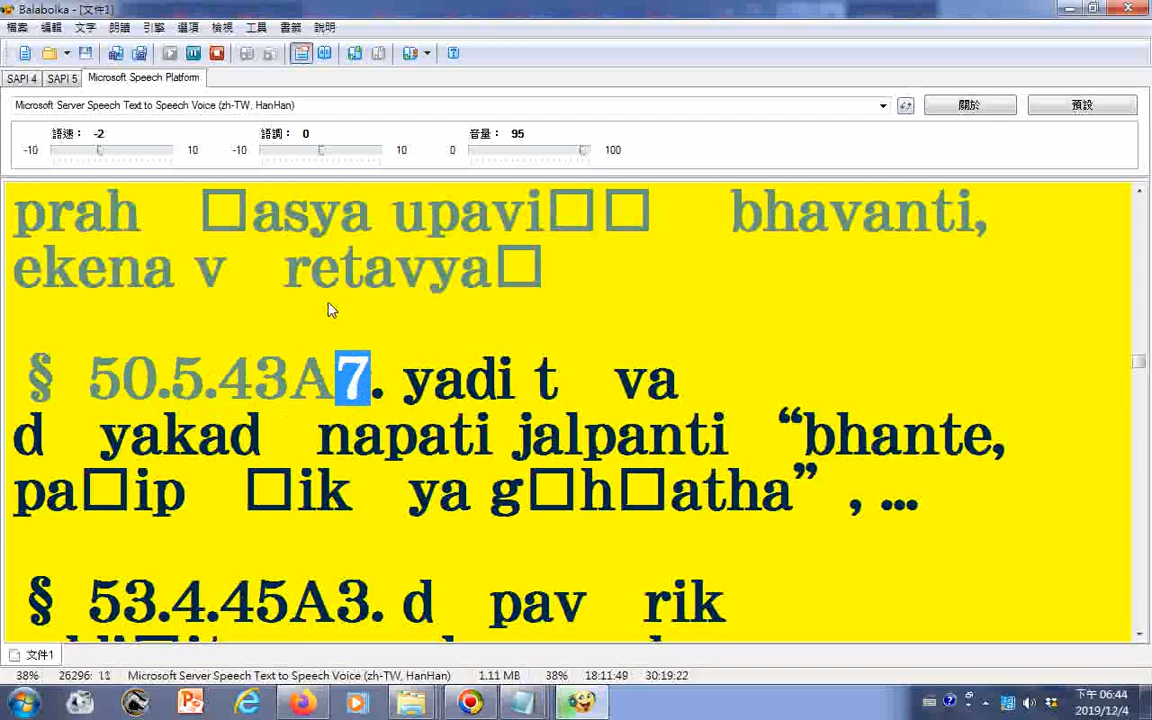 Balabolka - [文件1]
檔案 編輯 文字 朗讀 引擎 選項 檢視 工具 書籤 說明
SAPI 4 SAPI 5 Microsoft Speech Platform
Microsoft Server Speech Text to Speech Voice (zh-TW, HanHan) 關於 預設
語速： -2 語調： 0 音量： 95
-10 10 -10 10 0 100
prah □asya upavi□□ bhavanti,
ekena v retavya□
§ 50.5.43A7. yadi t va
d yakad napati jalpanti “bhante,
pa□ip □ik ya g□h□atha” , ...
§ 53.4.45A3. d pav rik
文件1
38% 26296: 11 Microsoft Server Speech Text to Speech Voice (zh-TW, HanHan) 1.11 MB 38% 18:11:49 30:19:22
下午 06:44
2019/12/4